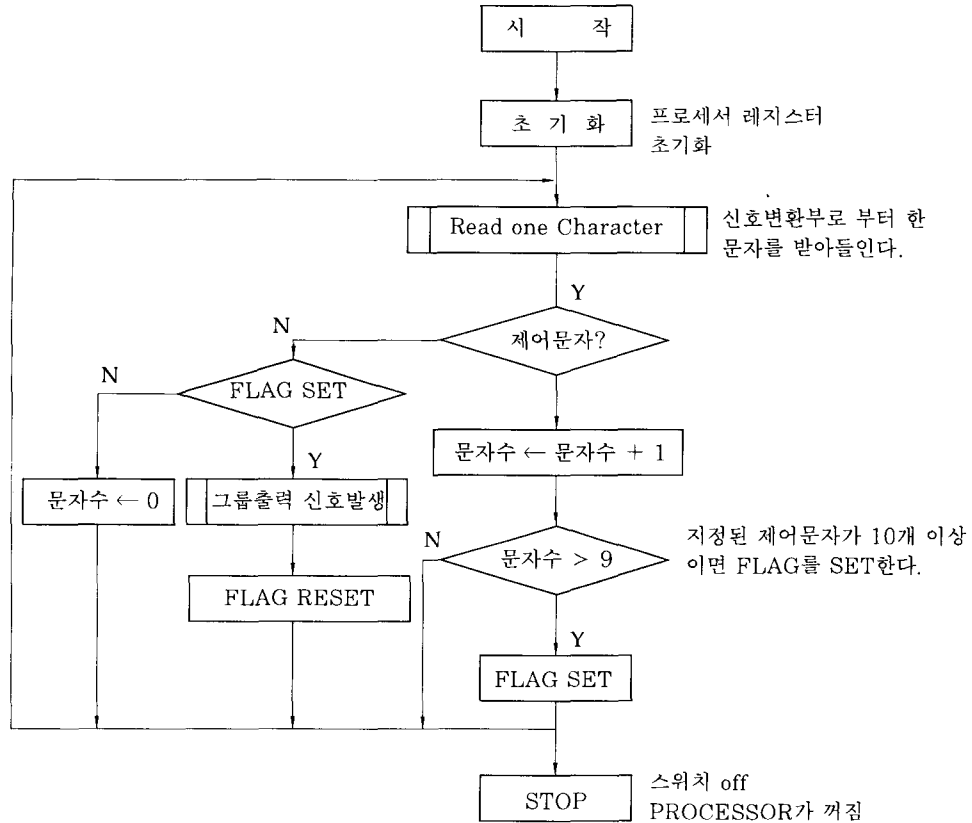 시 작
초 기 화
프로세서 레지스터
초기화
Read one Character
신호변환부로 부터 한
문자를 받아들인다.
Y
제어문자?
N
FLAG SET
N
Y
문자수 ← 문자수 + 1
문자수 ← 0
그룹출력 신호발생
문자수 > 9
N
지정된 제어문자가 10개 이상
이면 FLAG를 SET한다.
FLAG RESET
Y
FLAG SET
STOP
스위치 off
PROCESSOR가 꺼짐